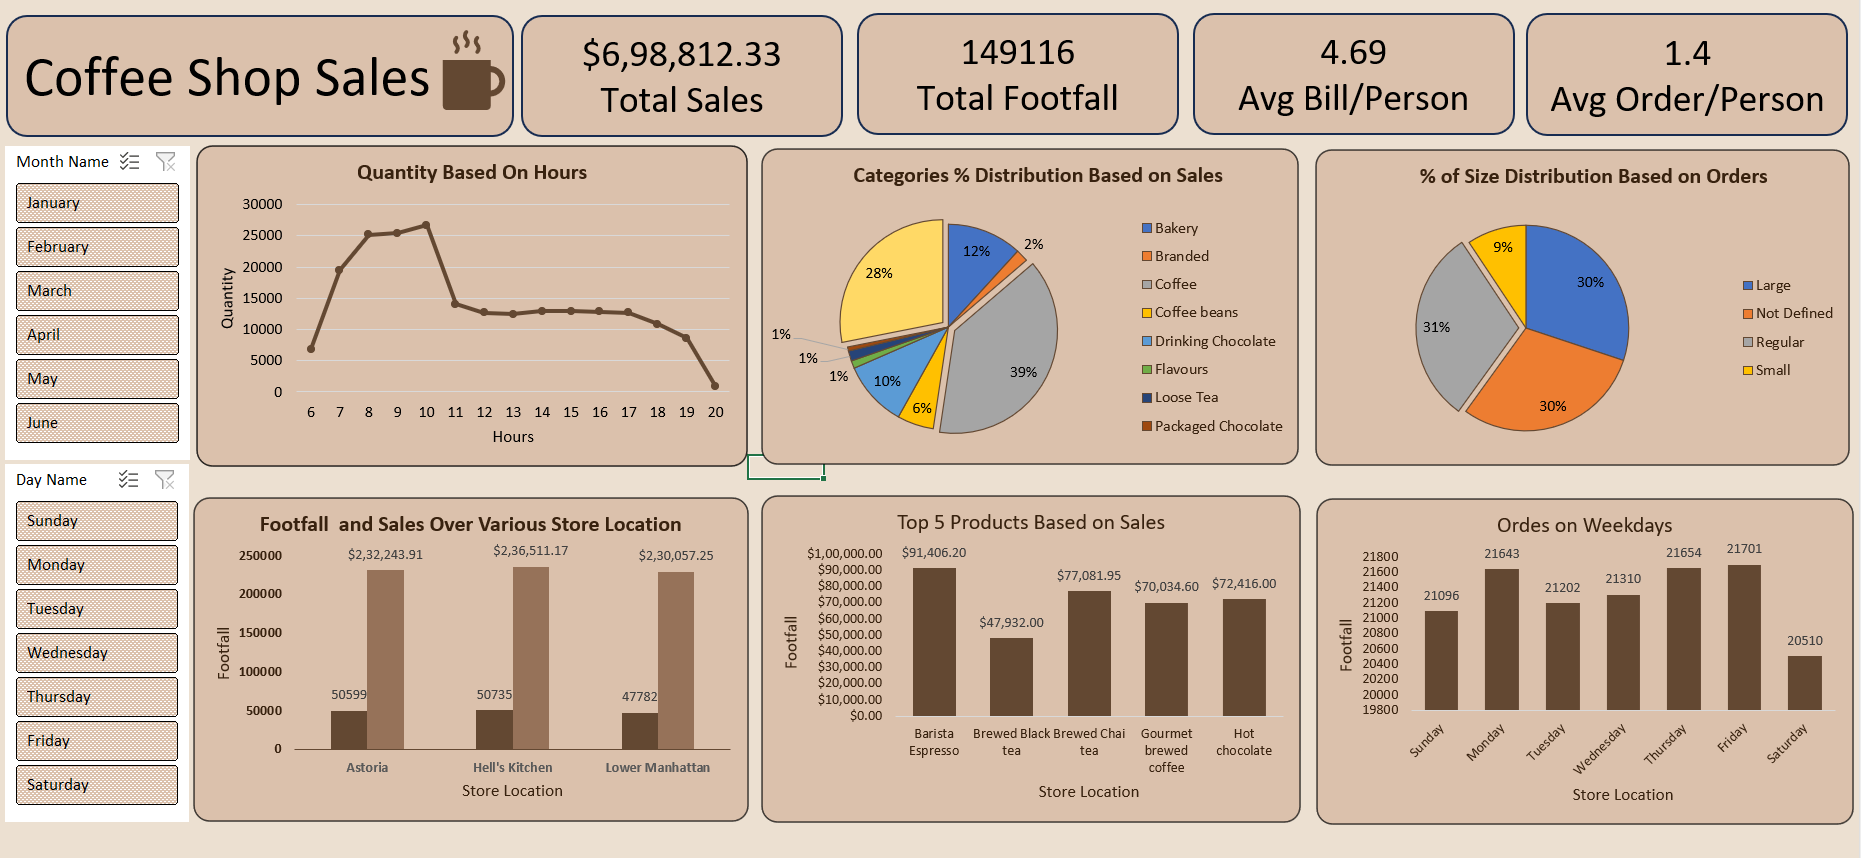 Coffee Shop Sales
$6,98,812.33
Total Sales
149116
Total Footfall
4.69
Avg Bill/Person
1.4
Avg Order/Person
Month Name
January
February
March
April
May
June
Day Name
Sunday
Monday
Tuesday
Wednesday
Thursday
Friday
Saturday
Quantity Based On Hours
Quantity
30000
25000
20000
15000
10000
5000
0
6 7 8 9 10 11 12 13 14 15 16 17 18 19 20
Hours
Categories % Distribution Based on Sales
12%
2%
39%
6%
10%
1%
1%
1%
28%
Bakery
Branded
Coffee
Coffee beans
Drinking Chocolate
Flavours
Loose Tea
Packaged Chocolate
% of Size Distribution Based on Orders
30%
30%
31%
9%
Large
Not Defined
Regular
Small
Footfall  and Sales Over Various Store Location
Footfall
250000
200000
150000
100000
50000
0
$2,32,243.91
$2,36,511.17
$2,30,057.25
50599
50735
47782
Astoria
Hell's Kitchen
Lower Manhattan
Store Location
Top 5 Products Based on Sales
Footfall
$1,00,000.00
$90,000.00
$80,000.00
$70,000.00
$60,000.00
$50,000.00
$40,000.00
$30,000.00
$20,000.00
$10,000.00
$0.00
$91,406.20
$47,932.00
$77,081.95
$70,034.60
$72,416.00
Barista
Espresso
Brewed Black
tea
Brewed Chai
tea
Gourmet
brewed
coffee
Hot
chocolate
Store Location
Ordes on Weekdays
Footfall
21800
21600
21400
21200
21000
20800
20600
20400
20200
20000
19800
21096
21643
21202
21310
21654
21701
20510
Sunday
Monday
Tuesday
Wednesday
Thursday
Friday
Saturday
Store Location